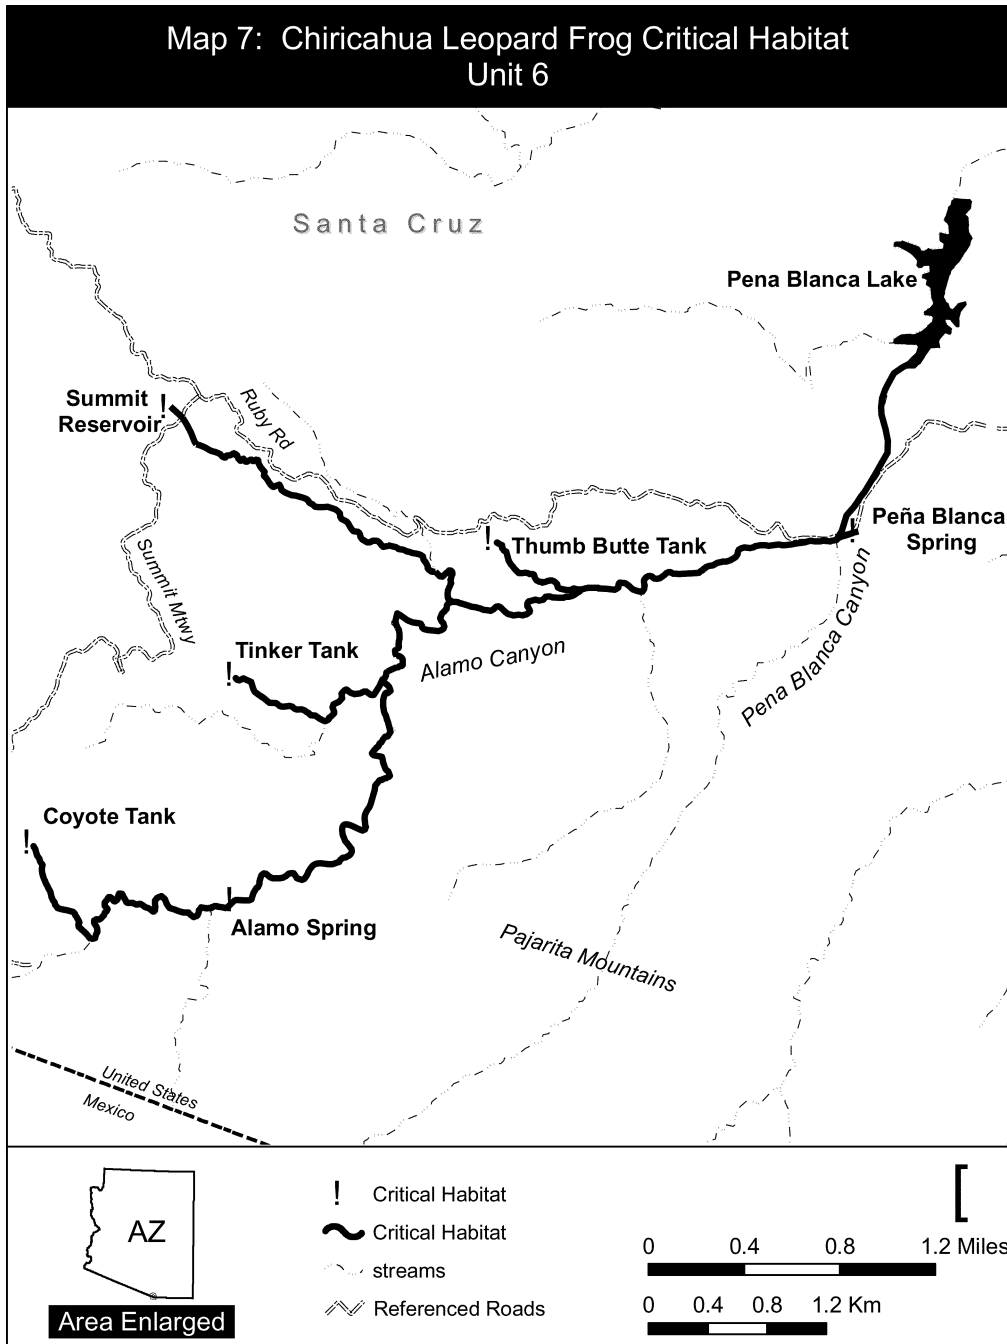 Map 7: Chiricahua Leopard Frog Critical Habitat
Unit 6
Santa Cruz
Pena Blanca Lake
Summit
Reservoir
!
Ruby Rd
Peña Blanca
Spring
!
!
Thumb Butte Tank
Summit Mtwy
Pena Blanca Canyon
Tinker Tank
!
Alamo Canyon
Coyote Tank
!
!
Alamo Spring
Pajarita Mountains
United States
Mexico
AZ
Area Enlarged
! Critical Habitat
Critical Habitat
streams
Referenced Roads
[
0 0.4 0.8 1.2 Miles
0 0.4 0.8 1.2 Km